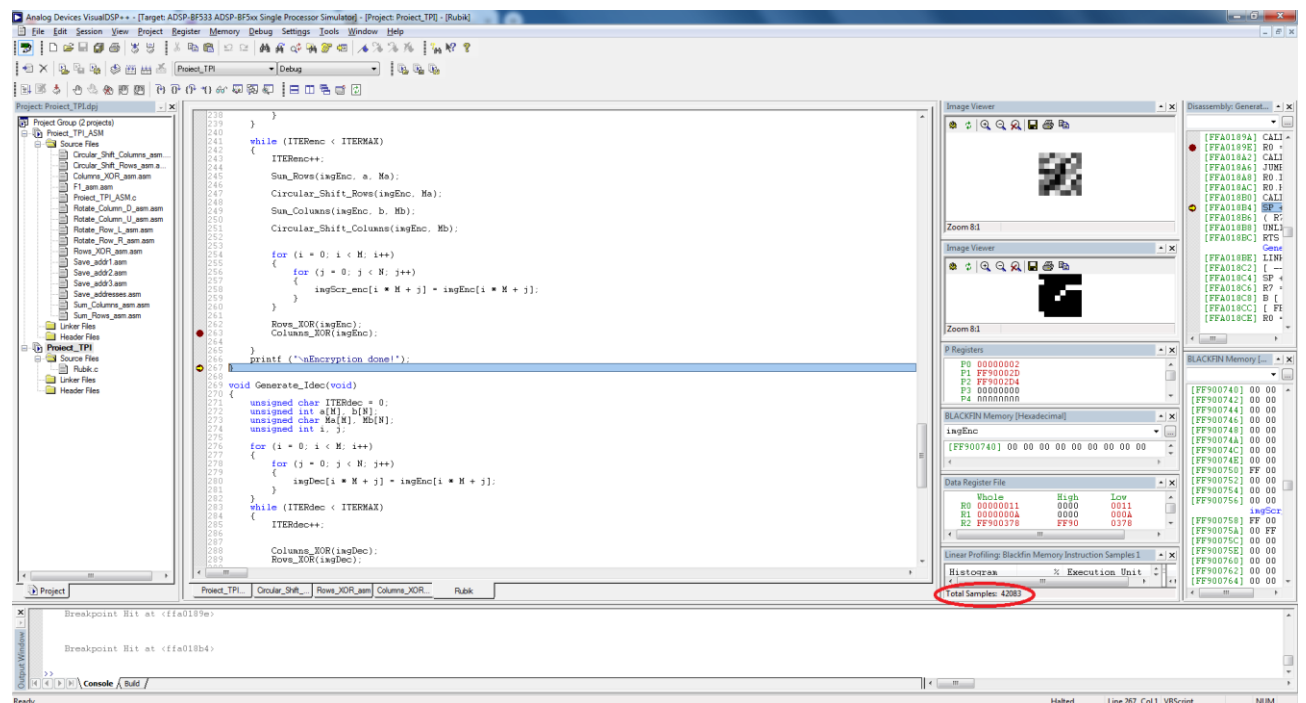 Analog Devices VisualDSP++ - [Target: ADSP-BF533 ADSP-BF5xx Single Processor Simulator] - [Project: Proiect_TPI] - [Rubik]
File Edit Session View Project Register Memory Debug Settings Tools Window Help
Proiect_TPI Debug
Project: Proiect_TPI.dpj
Project Group (2 projects)
Proiect_TPI_ASM
Source Files
Circular_Shift_Columns_asm....
Circular_Shift_Rows_asm.a...
Columns_XOR_asm.asm
F1_asm.asm
Proiect_TPI_ASM.c
Rotate_Column_D_asm.asm
Rotate_Column_U_asm.asm
Rotate_Row_L_asm.asm
Rotate_Row_R_asm.asm
Rows_XOR_asm.asm
Save_addr1.asm
Save_addr2.asm
Save_addr3.asm
Save_addresses_asm.asm
Sum_Columns_asm.asm
Sum_Rows_asm.asm
Linker Files
Header Files
Proiect_TPI
Source Files
Rubik.c
Linker Files
Header Files
Project
238 }
239 }
240
241 while (ITERenc < ITERMAX)
242 {
243 ITERenc++;
244
245 Sum_Rows(imgEnc, a, Ma);
246
247 Circular_Shift_Rows(imgEnc, Ma);
248
249 Sum_Columns(imgEnc, b, Mb);
250
251 Circular_Shift_Columns(imgEnc, Mb);
252
253
254 for (i = 0; i < M; i++)
255 {
256 for (j = 0; j < N; j++)
257 {
258 imgScr_enc[i * M + j] = imgEnc[i * M + j];
259 }
260 }
261
262 Rows_XOR(imgEnc);
263 Columns_XOR(imgEnc);
264
265 }
266 printf ("\nEncryption done!");
267 }
268
269 void Generate_Idec(void)
270 {
271 unsigned char ITERdec = 0;
272 unsigned int a[M], b[N];
273 unsigned char Ma[M], Mb[N];
274 unsigned int i, j;
275
276 for (i = 0; i < M; i++)
277 {
278 for (j = 0; j < N; j++)
279 {
280 imgDec[i * M + j] = imgEnc[i * M + j];
281 }
282 }
283 while (ITERdec < ITERMAX)
284 {
285 ITERdec++;
286
287
288 Columns_XOR(imgDec);
289 Rows_XOR(imgDec);
Proiect_TPI... Circular_Shift_... Rows_XOR_asm Columns_XOR... Rubik
Image Viewer
Zoom 8:1
Image Viewer
Zoom 8:1
P Registers
P0 00000002
P1 FF90002D
P2 FF9002D4
P3 00000000
P4 00000000
BLACKFIN Memory [Hexadecimal]
imgEnc
[FF900740] 00 00 00 00 00 00 00 00 00
Data Register File
Whole High Low
R0 00000011 0000 0011
R1 0000000A 0000 000A
R2 FF900378 FF90 0378
Linear Profiling: Blackfin Memory Instruction Samples 1
Histogram % Execution Unit
Total Samples: 42083
Disassembly: Generat...
[FFA0189A] CALL
[FFA0189E] R0 =
[FFA018A2] CALL
[FFA018A6] JUMP
[FFA018A8] R0.L
[FFA018AC] R0.H
[FFA018B0] CALL
[FFA018B4] SP +
[FFA018B6] ( R7
[FFA018B8] UNLI
[FFA018BC] RTS
Gene
[FFA018BE] LINK
[FFA018C2] [ --
[FFA018C4] SP +
[FFA018C6] R7 =
[FFA018C8] B [
[FFA018CC] [ FP
[FFA018CE] R0 =
BLACKFIN Memory [...
[FF900740] 00 00
[FF900742] 00 00
[FF900744] 00 00
[FF900746] 00 00
[FF900748] 00 00
[FF90074A] 00 00
[FF90074C] 00 00
[FF90074E] 00 00
[FF900750] FF 00
[FF900752] 00 00
[FF900754] 00 00
[FF900756] 00 00
imgScr
[FF900758] FF 00
[FF90075A] 00 FF
[FF90075C] 00 00
[FF90075E] 00 00
[FF900760] 00 00
[FF900762] 00 00
[FF900764] 00 00
Breakpoint Hit at <ffa0189e>
Breakpoint Hit at <ffa018b4>
>>
Output Window
Console Build
Ready
Halted Line 267, Col 1 VBScript NUM